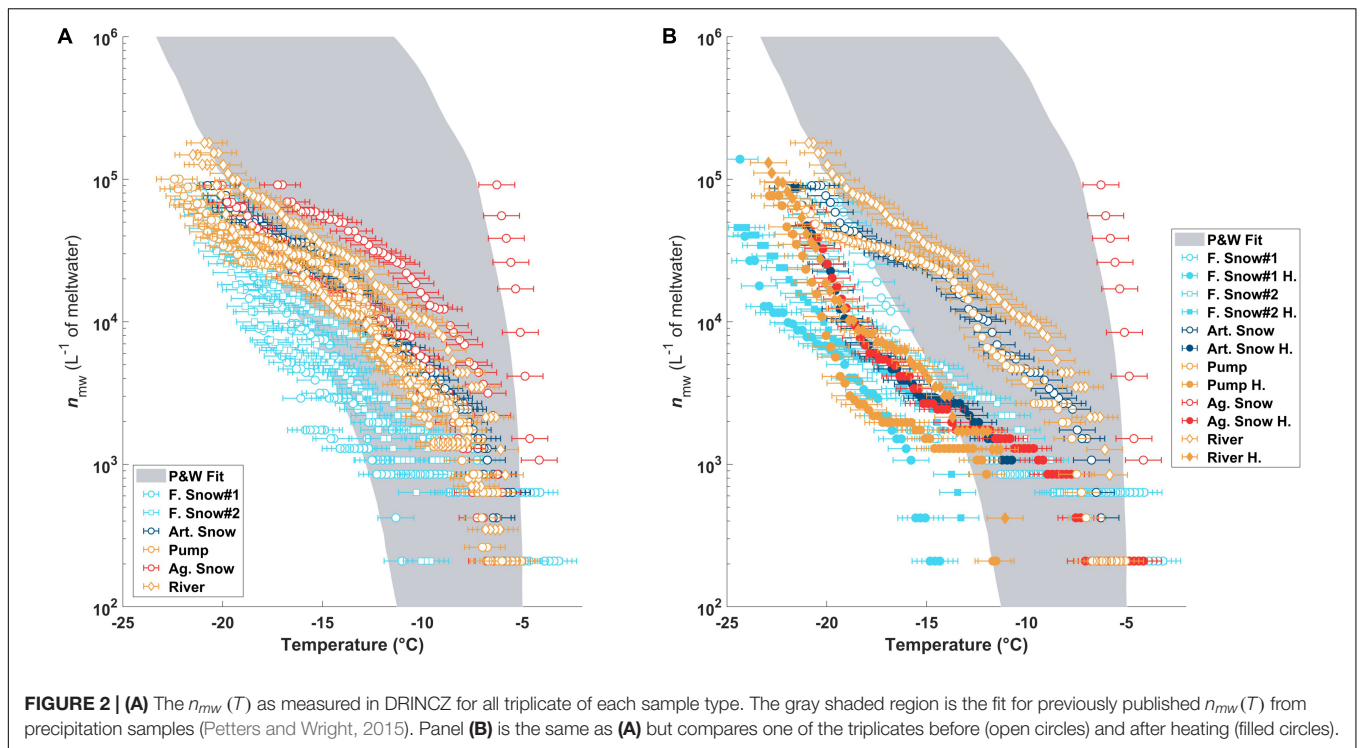 A
B
10^6
10^5
10^4
10^3
10^2
n_mw (L^-1 of meltwater)
P&W Fit
F. Snow#1
F. Snow#2
Art. Snow
Pump
Ag. Snow
River
-25 -20 -15 -10 -5
Temperature (°C)
10^6
10^5
10^4
10^3
10^2
n_mw (L^-1 of meltwater)
-25 -20 -15 -10 -5
Temperature (°C)
P&W Fit
F. Snow#1
F. Snow#1 H.
F. Snow#2
F. Snow#2 H.
Art. Snow
Art. Snow H.
Pump
Pump H.
Ag. Snow
Ag. Snow H.
River
River H.
FIGURE 2 | (A) The n_mw (T) as measured in DRINCZ for all triplicate of each sample type. The gray shaded region is the fit for previously published n_mw(T) from
precipitation samples (Petters and Wright, 2015). Panel (B) is the same as (A) but compares one of the triplicates before (open circles) and after heating (filled circles).